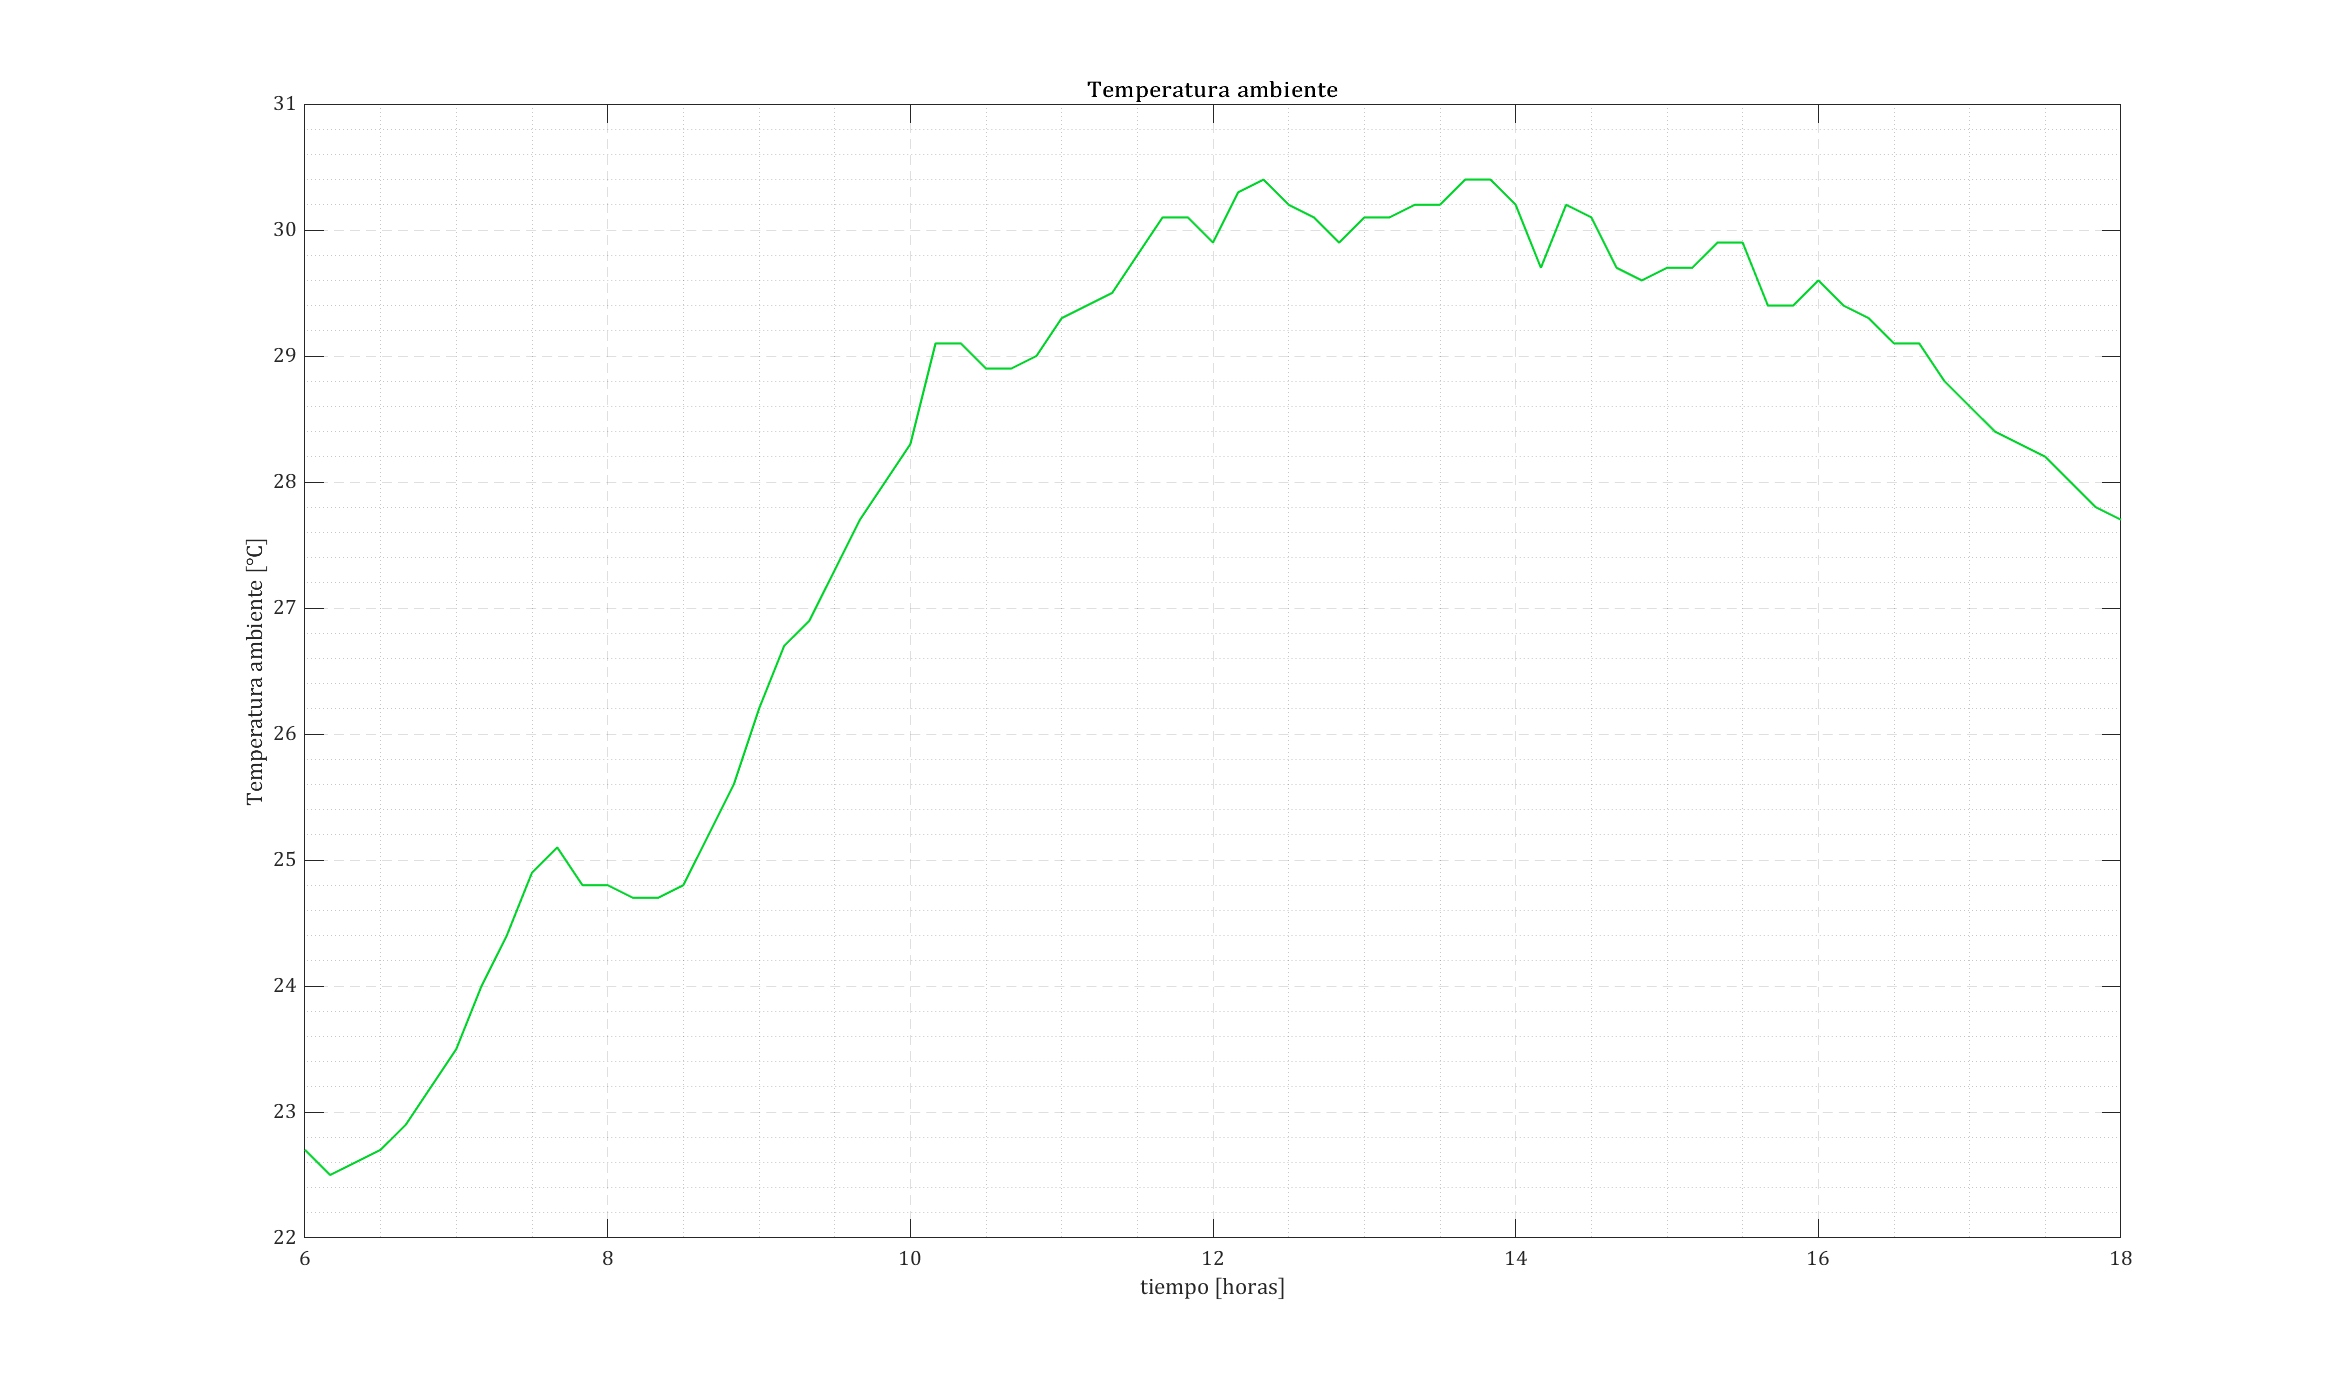 Temperatura ambiente
31
30
29
28
27
26
25
24
23
22
Temperatura ambiente [°C]
6 8 10 12 14 16 18
tiempo [horas]